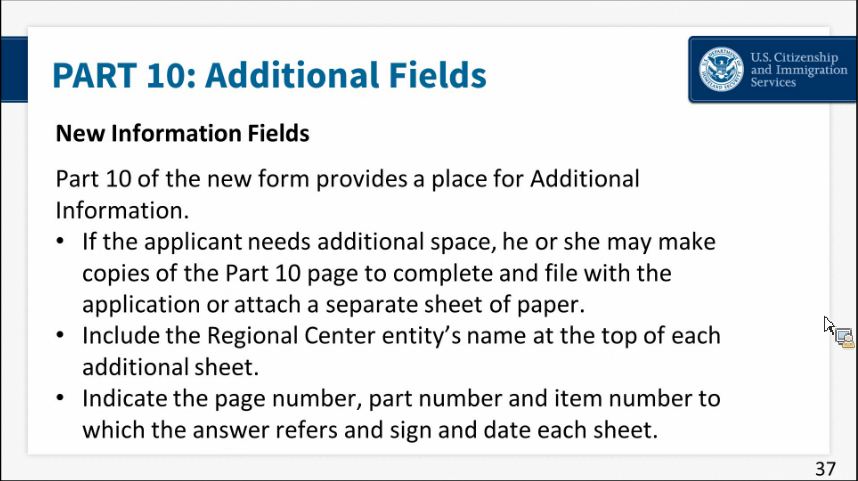 PART 10: Additional Fields
U.S. Citizenship
and Immigration
Services
New Information Fields
Part 10 of the new form provides a place for Additional
Information.
• If the applicant needs additional space, he or she may make
copies of the Part 10 page to complete and file with the
application or attach a separate sheet of paper.
• Include the Regional Center entity’s name at the top of each
additional sheet.
• Indicate the page number, part number and item number to
which the answer refers and sign and date each sheet.
37